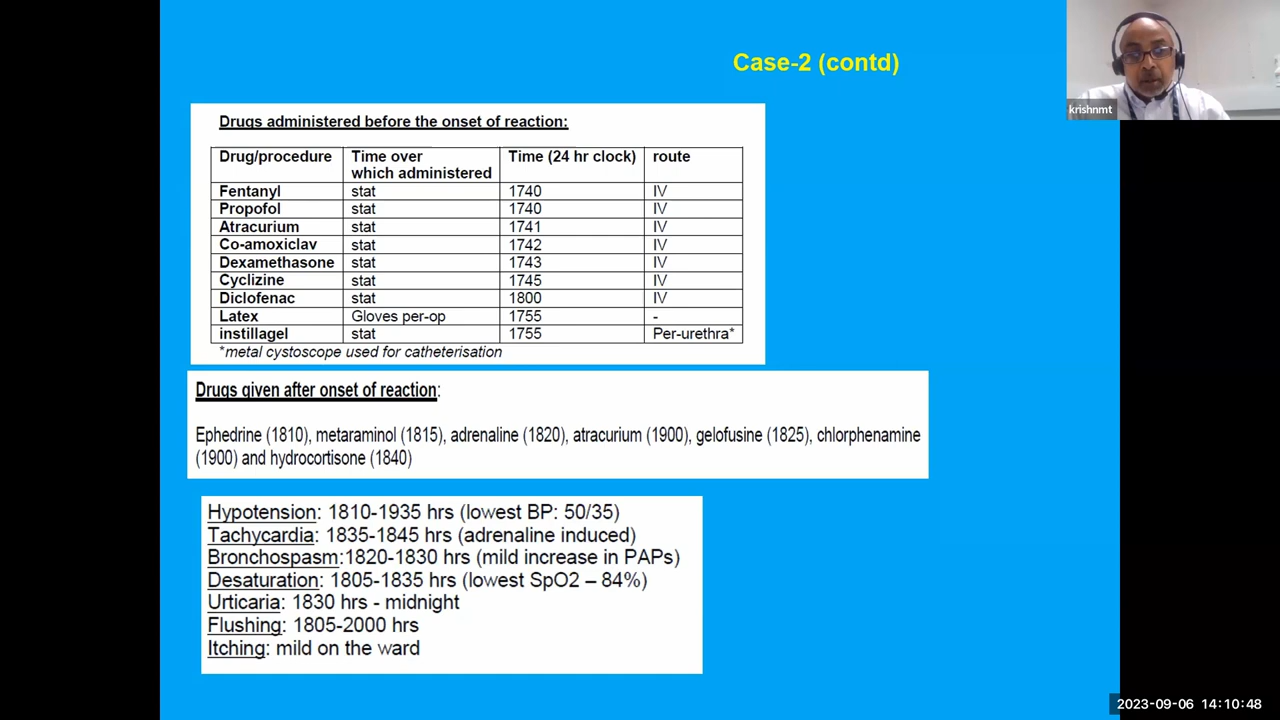 Case-2 (contd)
krishnmt
Drugs administered before the onset of reaction:
Drug/procedure Time over which administered Time (24 hr clock) route
Fentanyl stat 1740 IV
Propofol stat 1740 IV
Atracurium stat 1741 IV
Co-amoxiclav stat 1742 IV
Dexamethasone stat 1743 IV
Cyclizine stat 1745 IV
Diclofenac stat 1800 IV
Latex Gloves per-op 1755 -
instillagel stat 1755 Per-urethra*
*metal cystoscope used for catheterisation
Drugs given after onset of reaction:
Ephedrine (1810), metaraminol (1815), adrenaline (1820), atracurium (1900), gelofusine (1825), chlorphenamine
(1900) and hydrocortisone (1840)
Hypotension: 1810-1935 hrs (lowest BP: 50/35)
Tachycardia: 1835-1845 hrs (adrenaline induced)
Bronchospasm:1820-1830 hrs (mild increase in PAPs)
Desaturation: 1805-1835 hrs (lowest SpO2 – 84%)
Urticaria: 1830 hrs - midnight
Flushing: 1805-2000 hrs
Itching: mild on the ward
2023-09-06 14:10:48